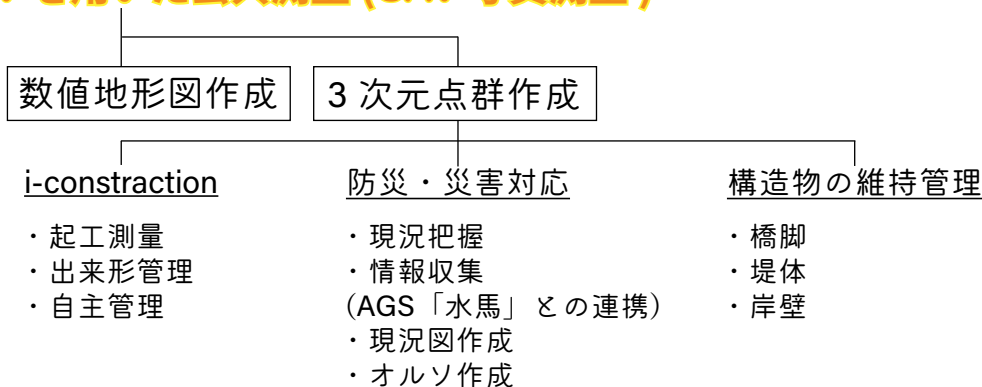 数値地形図作成
3 次元点群作成
i-constraction
・起工測量
・出来形管理
・自主管理
防災・災害対応
・現況把握
・情報収集
(AGS「水馬」との連携)
・現況図作成
・オルソ作成
構造物の維持管理
・橋脚
・堤体
・岸壁